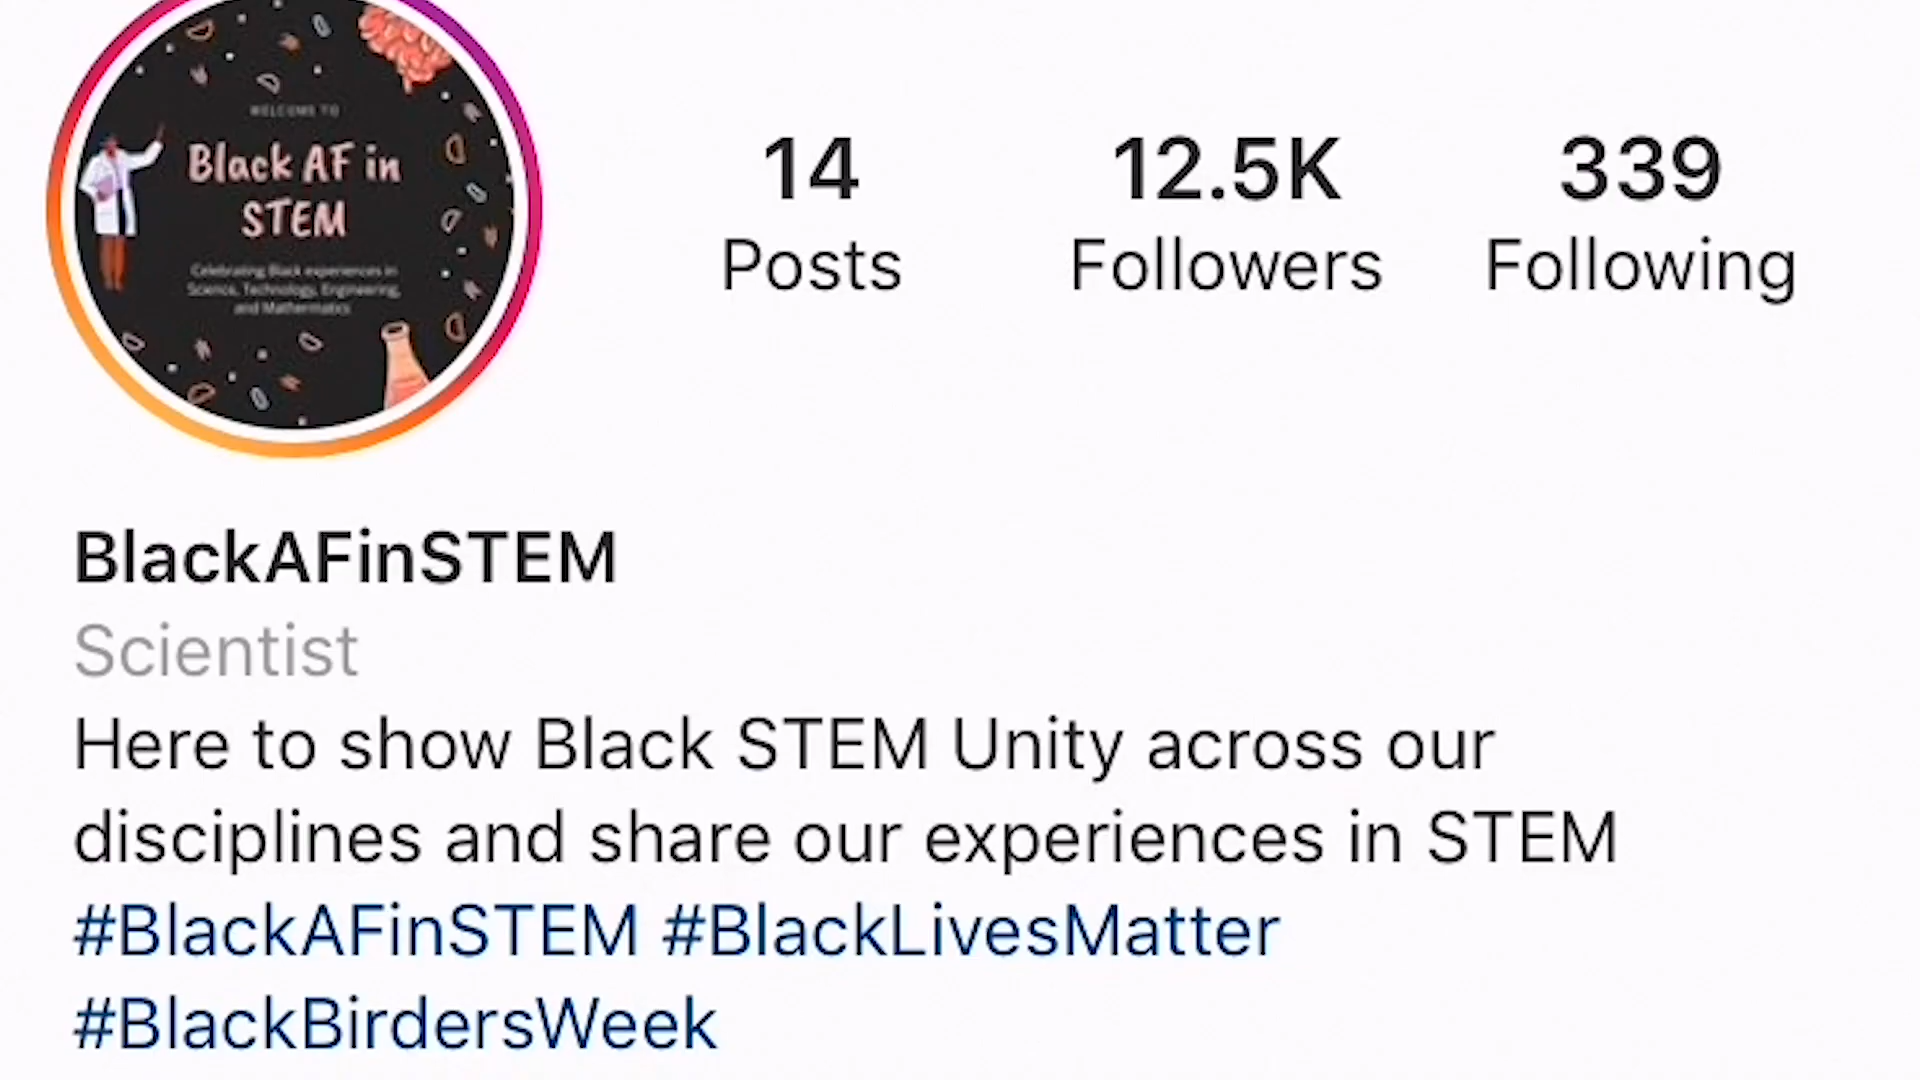 WELCOME TO
Black AF in
STEM
Celebrating Black experiences in
Science, Technology, Engineering,
and Mathermatics
14
Posts
12.5K
Followers
339
Following
BlackAFinSTEM
Scientist
Here to show Black STEM Unity across our
disciplines and share our experiences in STEM
#BlackAFinSTEM #BlackLivesMatter
#BlackBirdersWeek